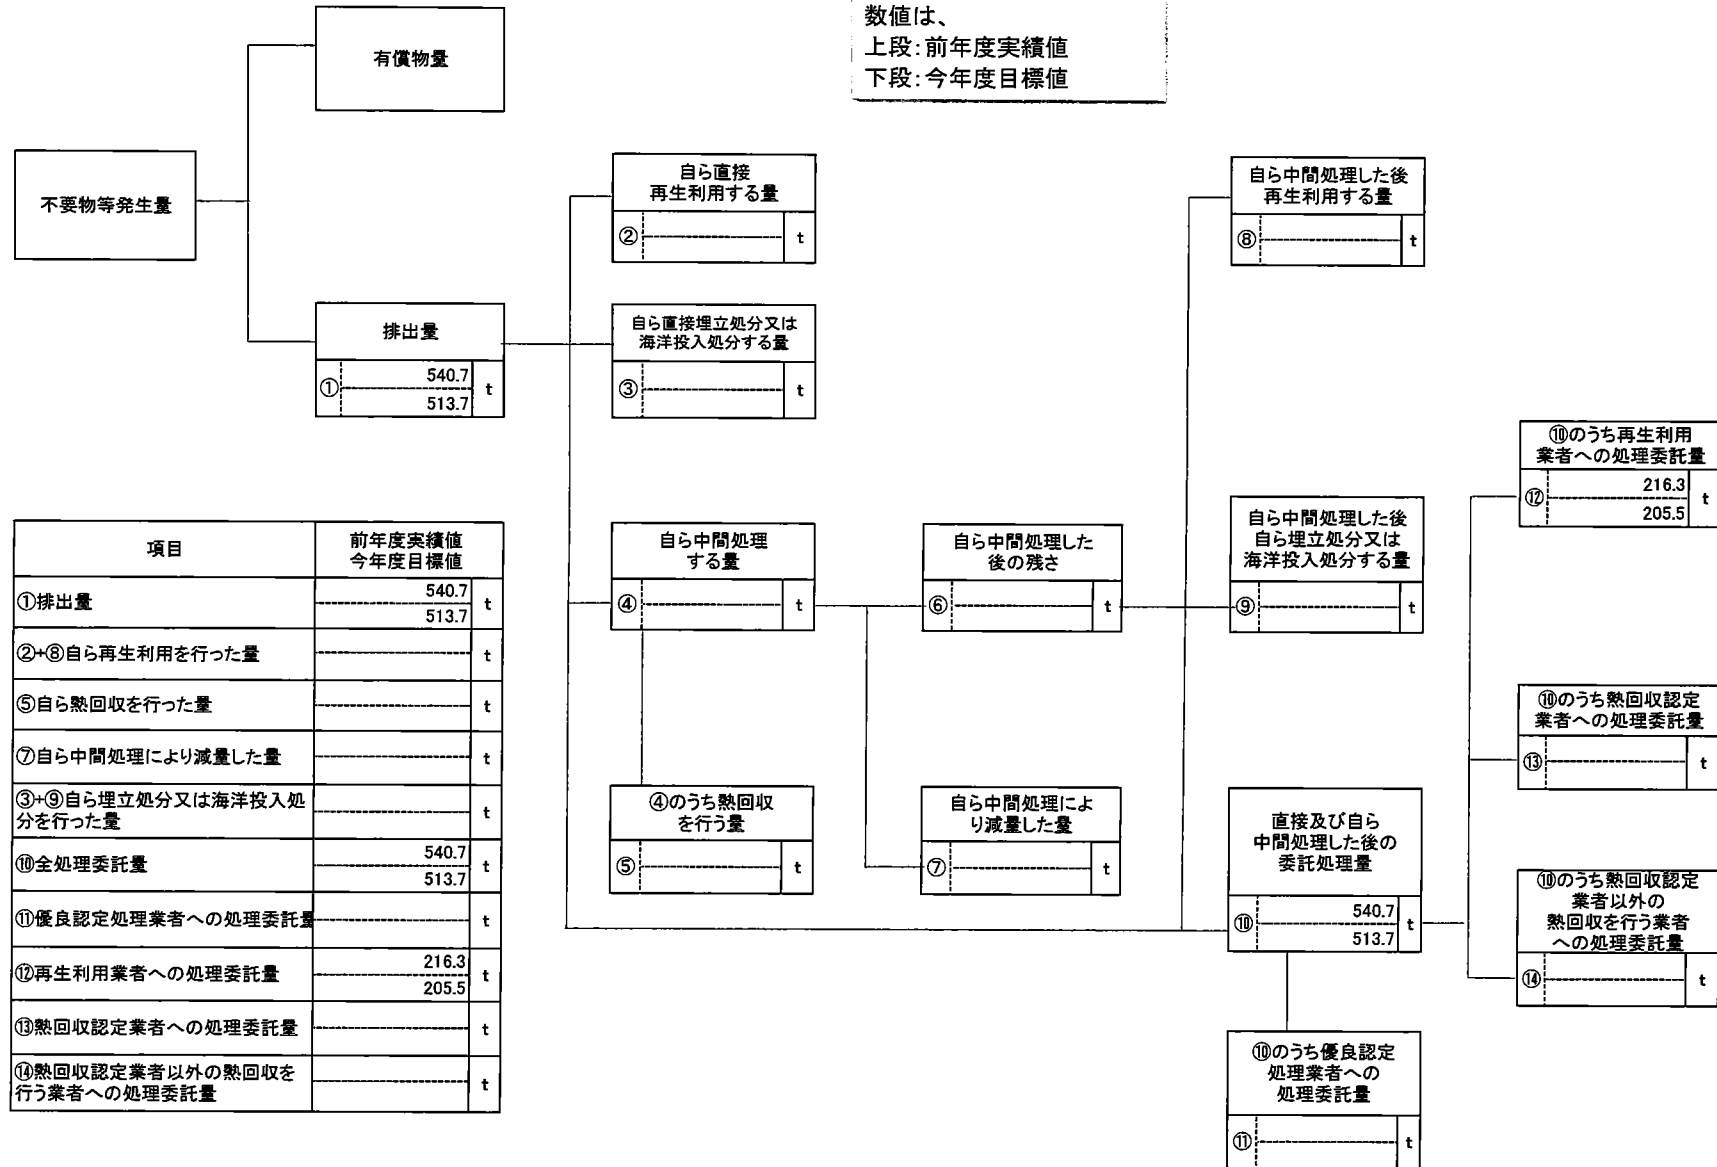 数値は、
上段:前年度実績値
下段:今年度目標値
有償物量
不要物等発生量
排出量
① 540.7 t
513.7
自ら直接
再生利用する量
② t
自ら直接埋立処分又は
海洋投入処分する量
③ t
自ら中間処理
する量
④ t
④のうち熱回収
を行う量
⑤ t
自ら中間処理した
後の残さ
⑥ t
自ら中間処理によ
り減量した量
⑦ t
自ら中間処理した後
再生利用する量
⑧ t
自ら中間処理した後
自ら埋立処分又は
海洋投入処分する量
⑨ t
直接及び自ら
中間処理した後の
委託処理量
⑩ 540.7 t
513.7
⑩のうち優良認定
処理業者への
処理委託量
⑪ t
⑩のうち再生利用
業者への処理委託量
⑫ 216.3 t
205.5
⑩のうち熱回収認定
業者への処理委託量
⑬ t
⑩のうち熱回収認定
業者以外の
熱回収を行う業者
への処理委託量
⑭ t
項目 前年度実績値
今年度目標値
①排出量 540.7 t
513.7
②+⑧自ら再生利用を行った量 t
⑤自ら熱回収を行った量 t
⑦自ら中間処理により減量した量 t
③+⑨自ら埋立処分又は海洋投入処
分を行った量 t
⑩全処理委託量 540.7 t
513.7
⑪優良認定処理業者への処理委託量 t
⑫再生利用業者への処理委託量 216.3 t
205.5
⑬熱回収認定業者への処理委託量 t
⑭熱回収認定業者以外の熱回収を
行う業者への処理委託量 t